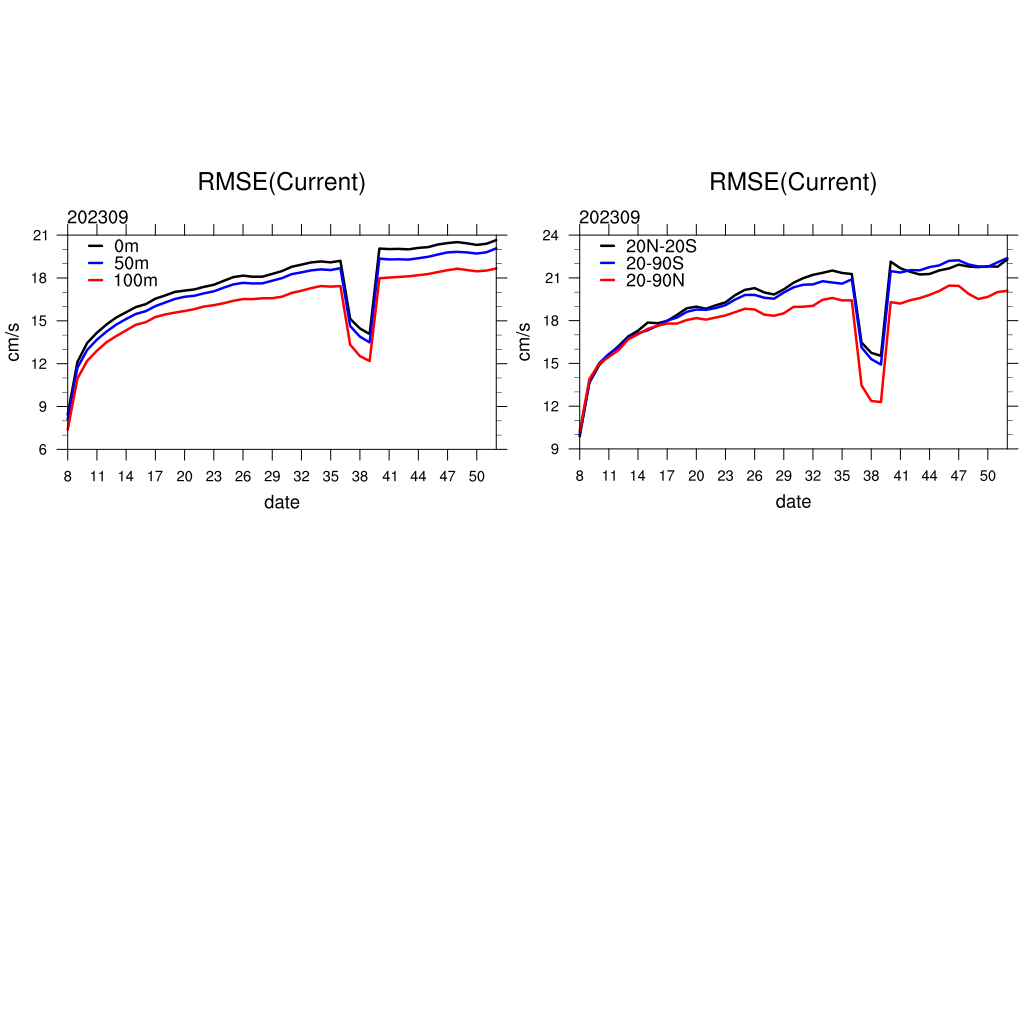 RMSE(Current)
202309
21
18
15
12
9
6
cm/s
0m
50m
100m
8 11 14 17 20 23 26 29 32 35 38 41 44 47 50
date
RMSE(Current)
202309
24
21
18
15
12
9
cm/s
20N-20S
20-90S
20-90N
8 11 14 17 20 23 26 29 32 35 38 41 44 47 50
date